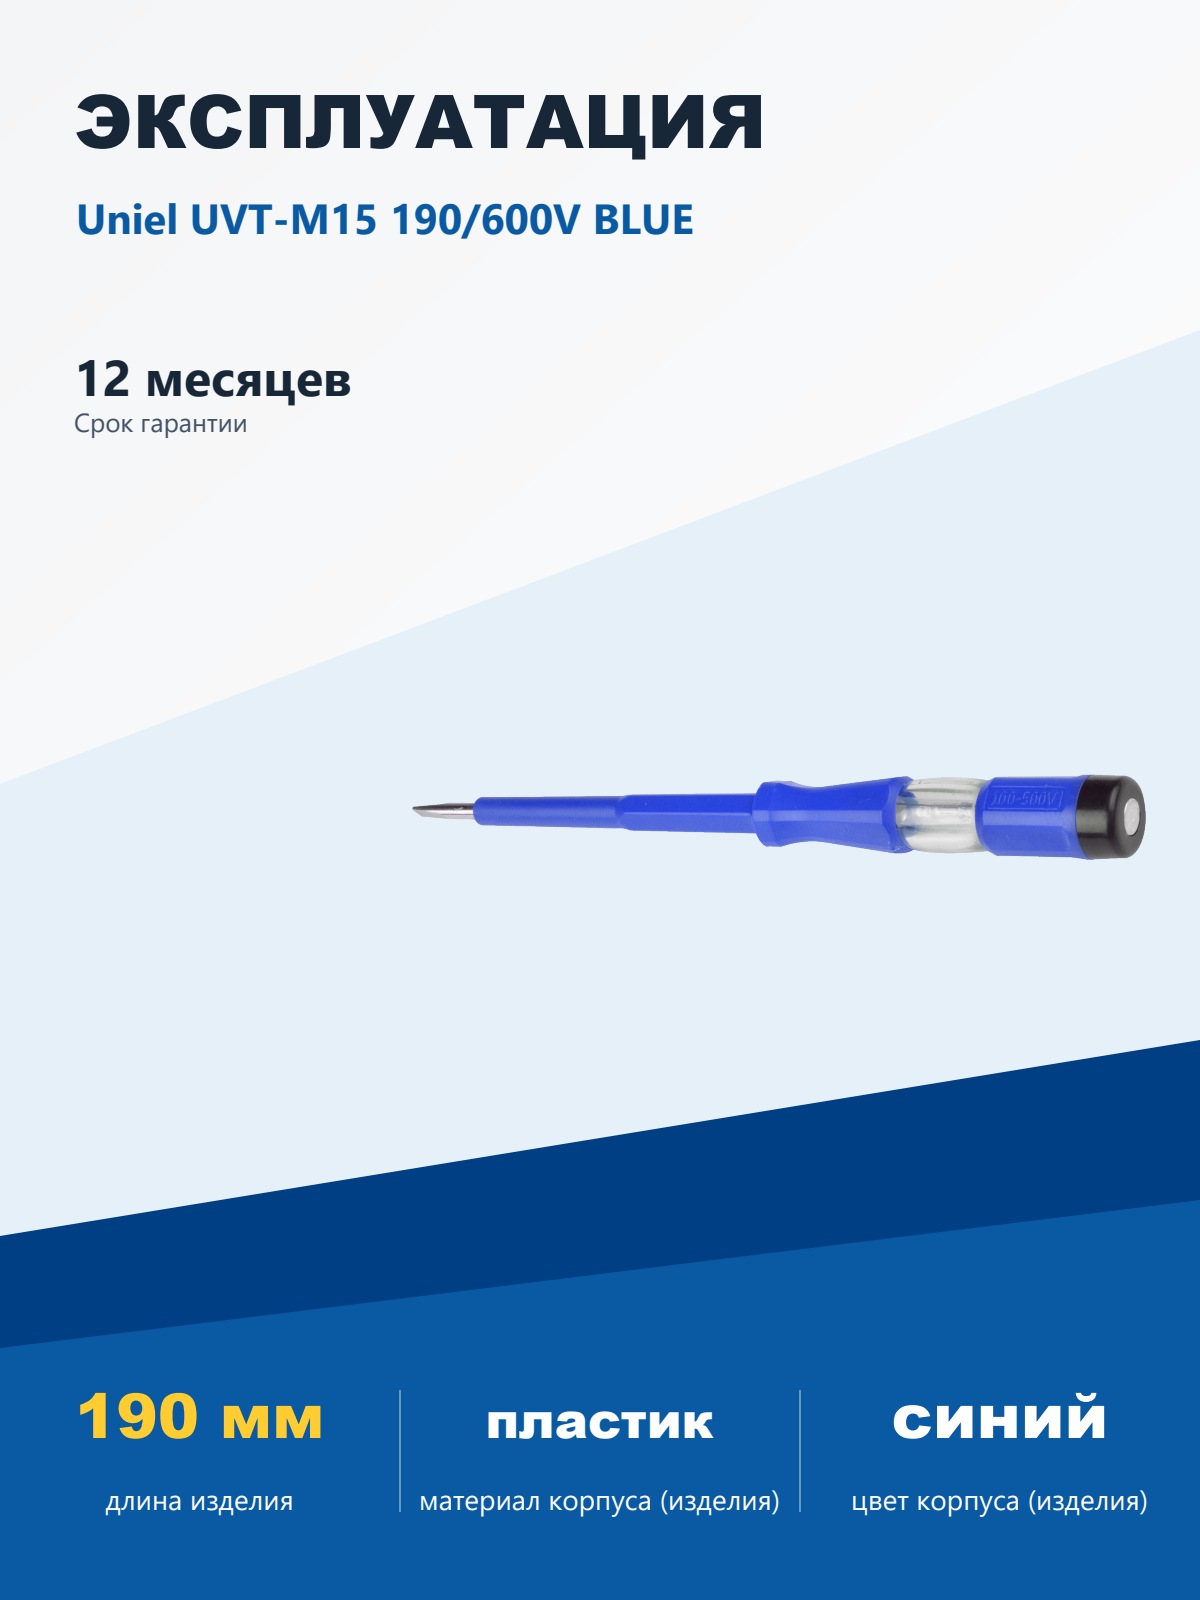 ЭКСПЛУАТАЦИЯ
Uniel UVT-M15 190/600V BLUE
12 месяцев
Срок гарантии
100-500V
190 мм
длина изделия
пластик
материал корпуса (изделия)
синий
цвет корпуса (изделия)